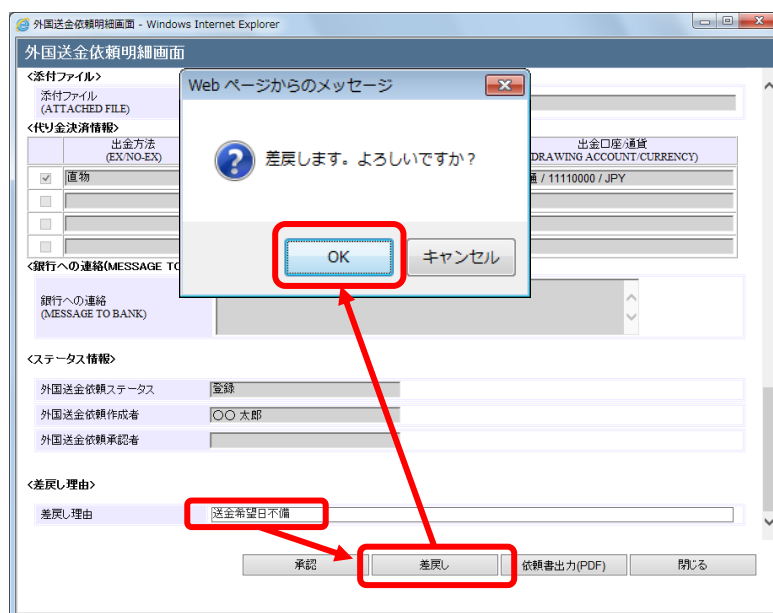 外国送金依頼明細画面 - Windows Internet Explorer
外国送金依頼明細画面
<添付ファイル>
添付ファイル
(ATTACHED FILE)
<代り金決済情報>
出金方法
(EX/NO-EX)
出金口座/通貨
DRAWING ACCOUNT/CURRENCY)
直物
通 / 11110000 / JPY
Web ページからのメッセージ
差戻します。よろしいですか？
OK
キャンセル
<銀行への連絡(MESSAGE TO
銀行への連絡
(MESSAGE TO BANK)
<ステータス情報>
外国送金依頼ステータス
登録
外国送金依頼作成者
○○ 太郎
外国送金依頼承認者
<差戻し理由>
差戻し理由
送金希望日不備
承認
差戻し
依頼書出力(PDF)
閉じる